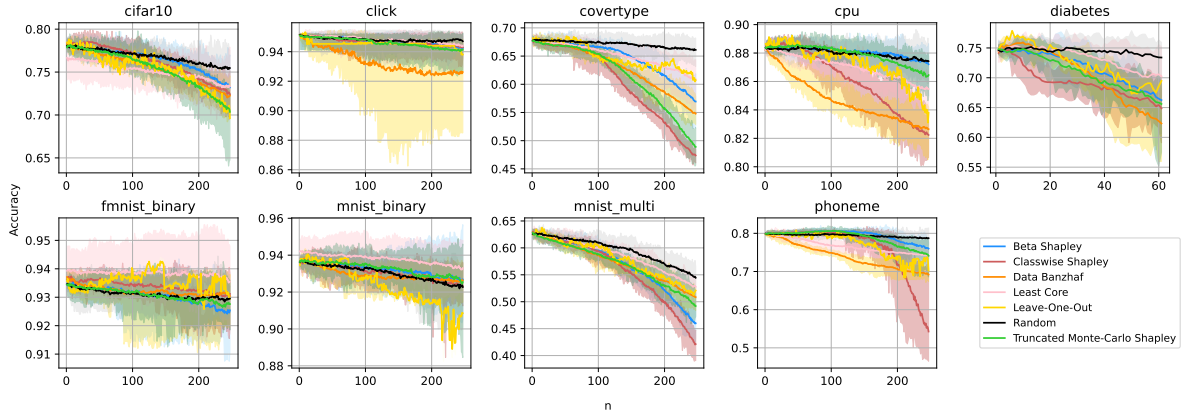 cifar10
click
covertype
cpu
diabetes
0.80
0.75
0.70
0.65
0 100 200
0.94
0.92
0.90
0.88
0.86
0 100 200
0.70
0.65
0.60
0.55
0.50
0.45
0 100 200
0.90
0.88
0.86
0.84
0.82
0.80
0 100 200
0.75
0.70
0.65
0.60
0.55
0 20 40 60
Accuracy
fmnist_binary
mnist_binary
mnist_multi
phoneme
0.95
0.94
0.93
0.92
0.91
0 100 200
0.96
0.94
0.92
0.90
0.88
0 100 200
0.65
0.60
0.55
0.50
0.45
0.40
0 100 200
0.8
0.7
0.6
0.5
0 100 200
Beta Shapley
Classwise Shapley
Data Banzhaf
Least Core
Leave-One-Out
Random
Truncated Monte-Carlo Shapley
n